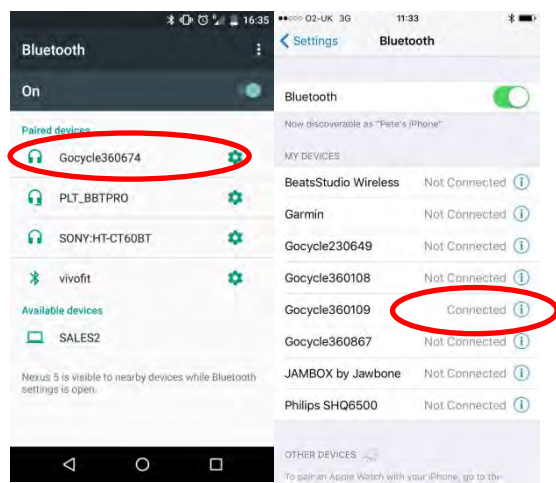 16:35
Bluetooth
On
Paired devices
Gocycle360674
PLT_BBTPRO
SONY:HT-CT60BT
vivofit
Available devices
SALES2
Nexus 5 is visible to nearby devices while Bluetooth
settings is open.
O2-UK 3G 11:33
Settings Bluetooth
Bluetooth
Now discoverable as "Pete's iPhone".
MY DEVICES
BeatsStudio Wireless Not Connected
Garmin Not Connected
Gocycle230649 Not Connected
Gocycle360108 Not Connected
Gocycle360109 Connected
Gocycle360867 Not Connected
JAMBOX by Jawbone Not Connected
Philips SHQ6500 Not Connected
OTHER DEVICES
To pair an Apple Watch with your iPhone, go to the